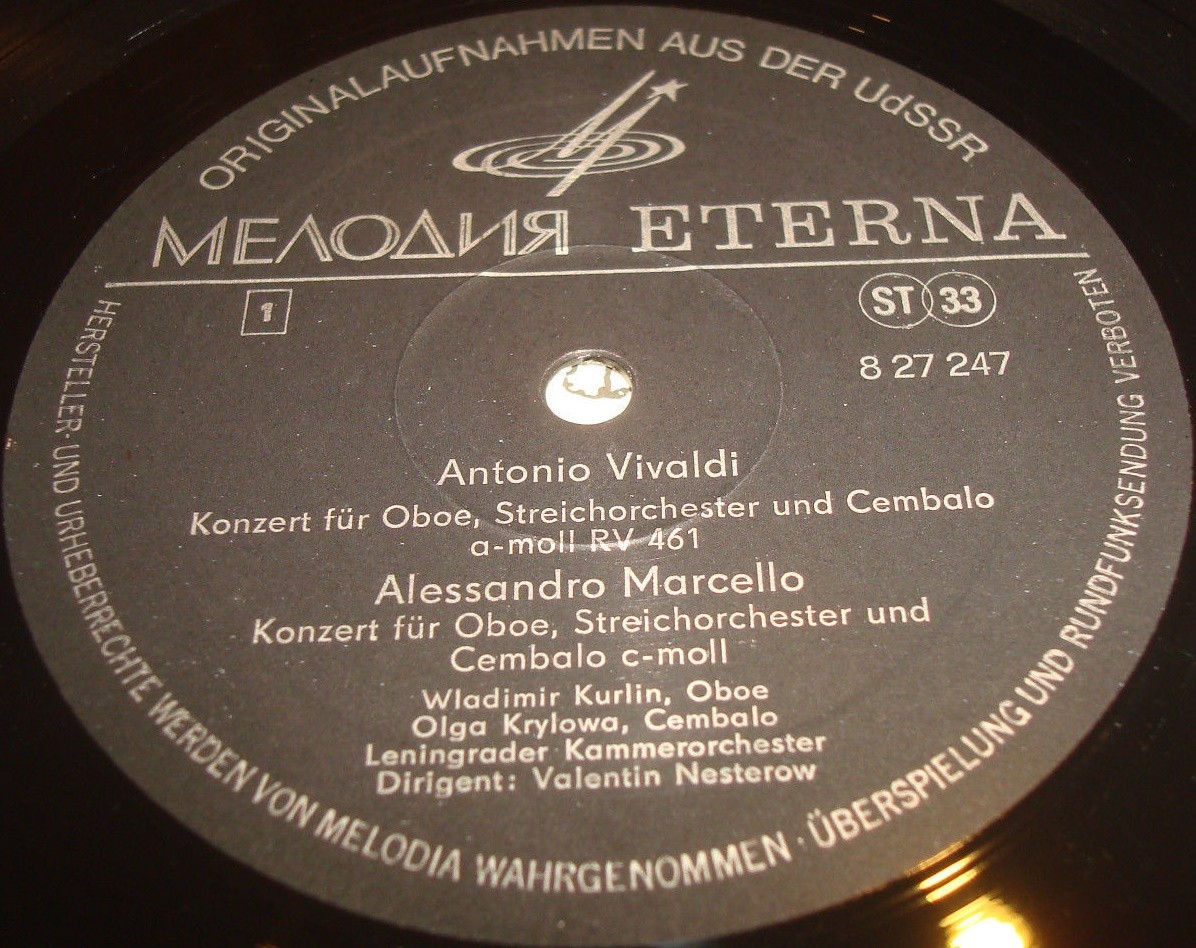 ORIGINALAUFNAHMEN AUS DER UdSSR
МЕЛОДИЯ ETERNA
1
ST 33
8 27 247
Antonio Vivaldi
Konzert für Oboe, Streichorchester und Cembalo
a-moll RV 461
Alessandro Marcello
Konzert für Oboe, Streichorchester und
Cembalo c-moll
Wladimir Kurlin, Oboe
Olga Krylowa, Cembalo
Leningrader Kammerorchester
Dirigent: Valentin Nesterow
HERSTELLER- UND URHEBERRECHTE WERDEN VON MELODIA WAHRGENOMMEN · ÜBERSPIELUNG UND RUNDFUNKSENDUNG VERBOTEN